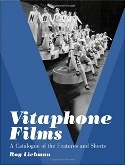 Vitaphone
Films
A Catalogue of the Features and Shorts
Roy Liebman